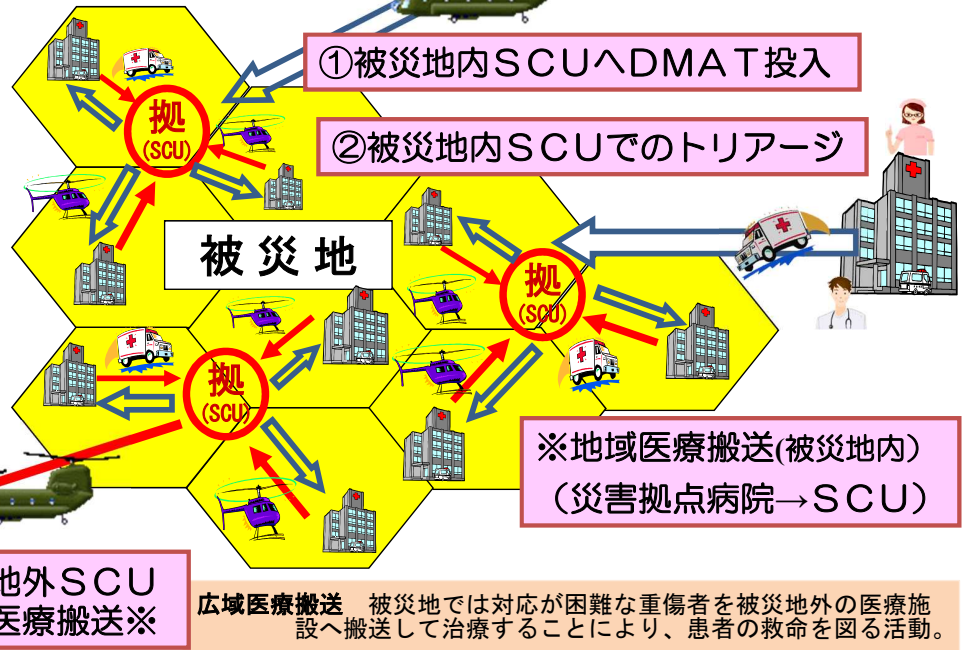 ①被災地内ＳＣＵへＤＭＡＴ投入
②被災地内ＳＣＵでのトリアージ
拠
(SCU)
被災地
拠
(SCU)
拠
(SCU)
※地域医療搬送(被災地内）
（災害拠点病院→ＳＣＵ）
地外ＳＣＵ
医療搬送※
広域医療搬送　被災地では対応が困難な重傷者を被災地外の医療施
設へ搬送して治療することにより、患者の救命を図る活動。